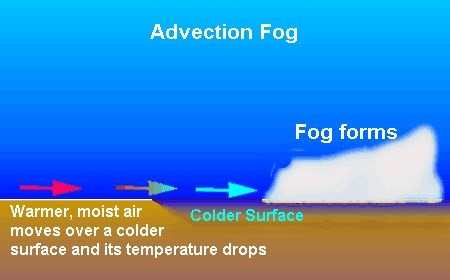 Advection Fog
Fog forms
Warmer, moist air
moves over a colder
surface and its temperature drops
Colder Surface